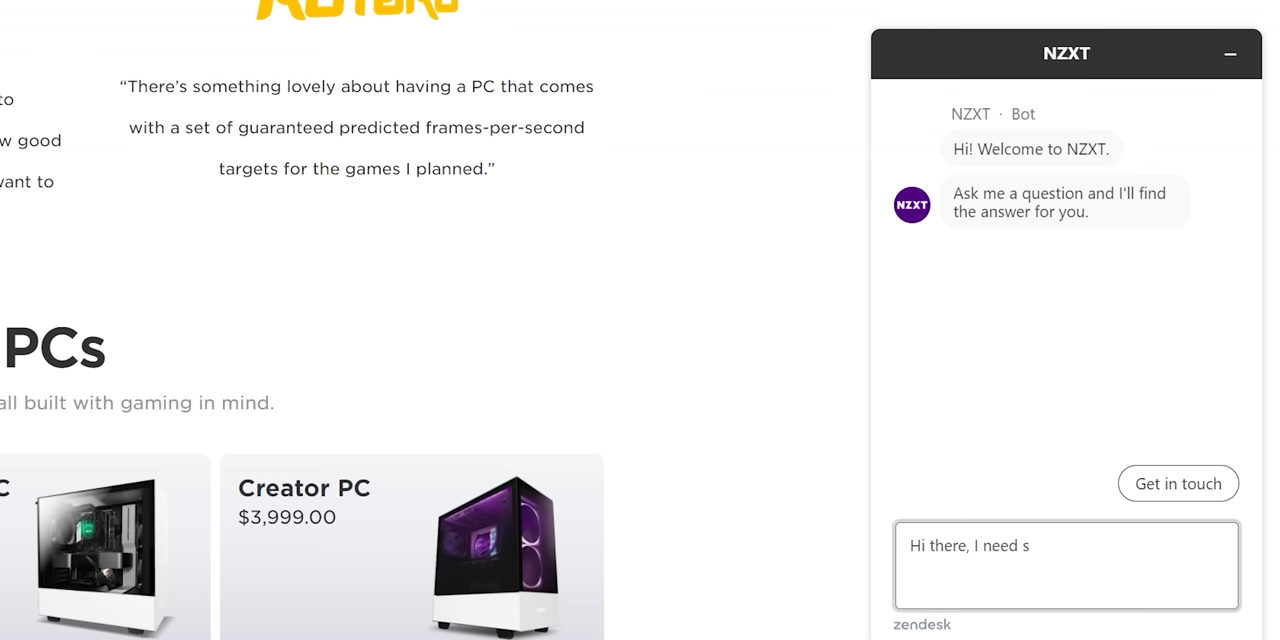 KOTAKU
to
"There's something lovely about having a PC that comes
w good
with a set of guaranteed predicted frames-per-second
vant to
targets for the games I planned."
PCs
all built with gaming in mind.
C
Creator PC
$3,999.00
NZXT
NZXT · Bot
Hi! Welcome to NZXT.
NZXT
Ask me a question and I'll find
the answer for you.
Get in touch
Hi there, I need s
zendesk